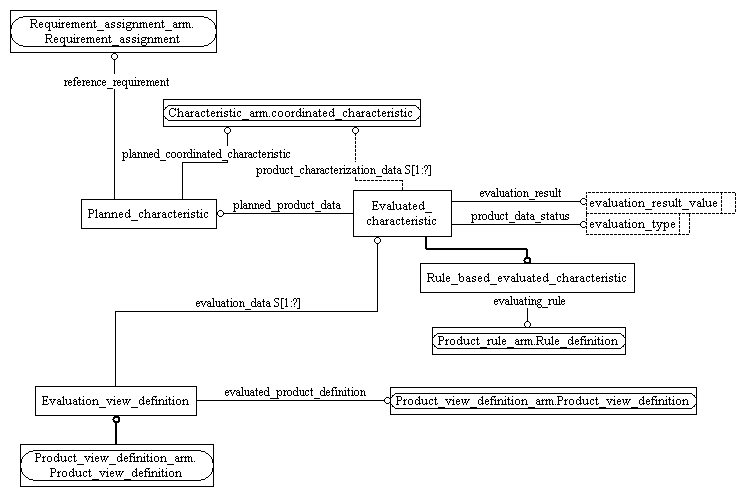 Requirement_assignment_arm.
Requirement_assignment
reference_requirement
Characteristic_arm.coordinated_characteristic
planned_coordinated_characteristic
product_characterization_data S[1:?]
Planned_characteristic
planned_product_data
Evaluated_
characteristic
evaluation_result
evaluation_result_value
product_data_status
evaluation_type
Rule_based_evaluated_characteristic
evaluating_rule
evaluation_data S[1:?]
Product_rule_arm.Rule_definition
Evaluation_view_definition
evaluated_product_definition
Product_view_definition_arm.Product_view_definition
Product_view_definition_arm.
Product_view_definition